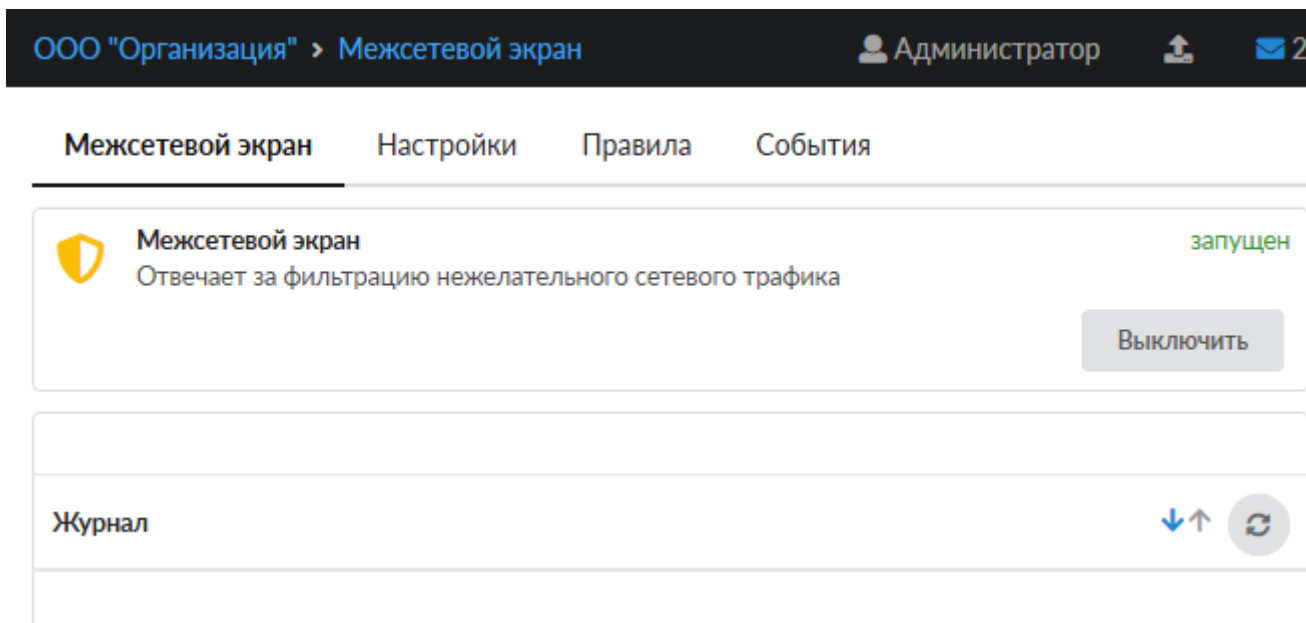 ООО "Организация" > Межсетевой экран Администратор 2
Межсетевой экран Настройки Правила События
Межсетевой экран запущен
Отвечает за фильтрацию нежелательного сетевого трафика
Выключить
Журнал